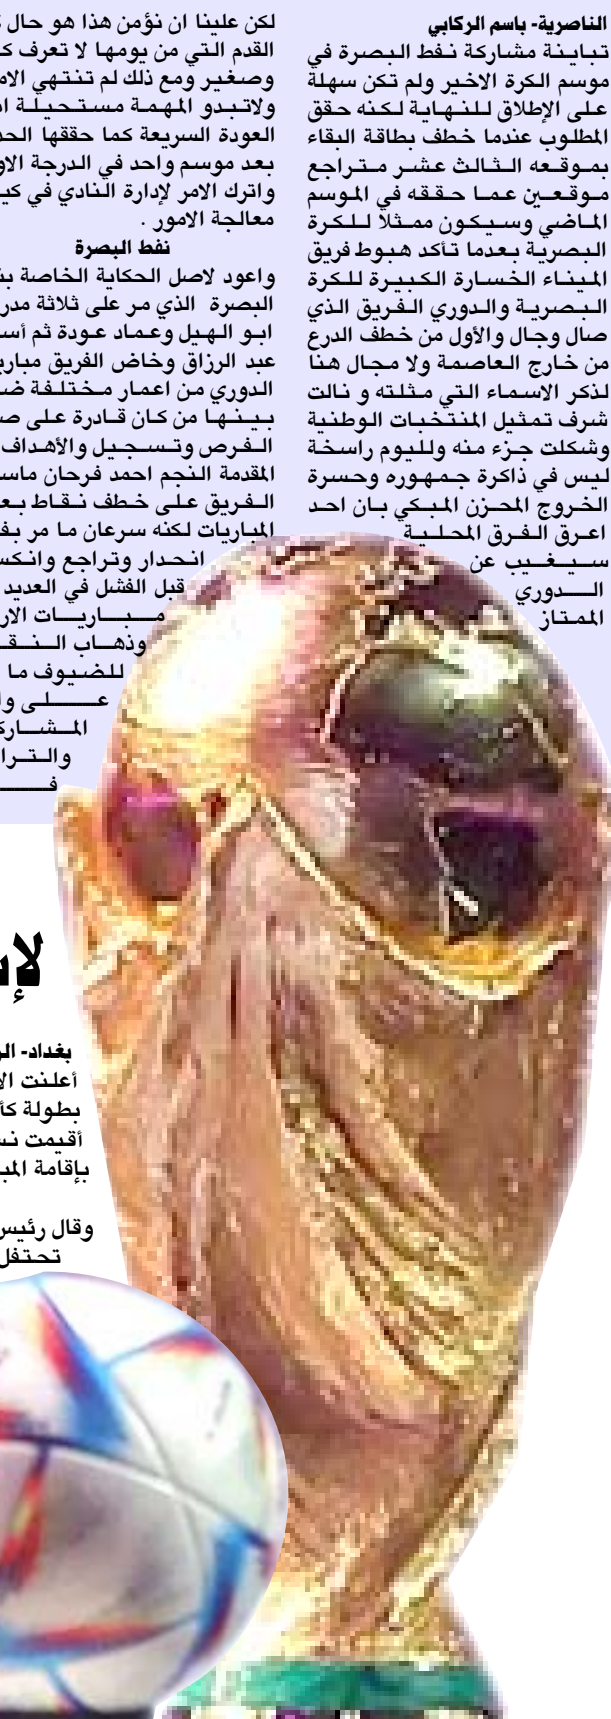 الناصرية- باسم الركابي
تباينة مشاركة نفط البصرة في
موسم الكرة الاخير ولم تكن سهلة
على الإطلاق للنهاية لكنه حقق
المطلوب عندما خطف بطاقة البقاء
بموقعه الثالث عشر متراجع
موقعين عما حققه في الموسم
الماضي وسيكون ممثلا للكرة
البصرية بعدما تأكد هبوط فريق
الميناء الخسارة الكبيرة للكرة
البصرية والدوري الفريق الذي
صال وجال والأول من خطف الدرع
من خارج العاصمة ولا مجال هنا
لذكر الاسماء التي مثلته و نالت
شرف تمثيل المنتخبات الوطنية
وشكلت جزء منه ولليوم راسخة
ليس في ذاكرة جمهوره وحسرة
الخروج المحزن المبكي بان احد
اعرق الفرق المحلية
سيغيب عن
الدوري
الممتاز
لكن علينا ان نؤمن هذا هو حال
القدم التي من يومها لا تعرف
وصغير ومع ذلك لم تنتهي
ولاتبدو المهمة مستحيلة
العودة السريعة كما حققها
بعد موسم واحد في الدرجة
واترك الامر لإدارة النادي في
معالجة الامور .
نفط البصرة
واعود لاصل الحكاية الخاصة
البصرة الذي مر على ثلاثة
ابو الهيل وعماد عودة ثم
عبد الرزاق وخاض الفريق
الدوري من اعمار مختلفة
بينها من كان قادرة على
الفرص وتسجيل والأهداف
المقدمة النجم احمد فرحان
الفريق على خطف نقاط
المباريات لكنه سرعان ما مر
انحدار وتراجع
قبل الفشل في العديد
مباريات
وذهاب
للضيوف ما
على
بغداد-
أعلنت
بطولة
أقيمت
بإقامة
وقال رئيس
تحتفل